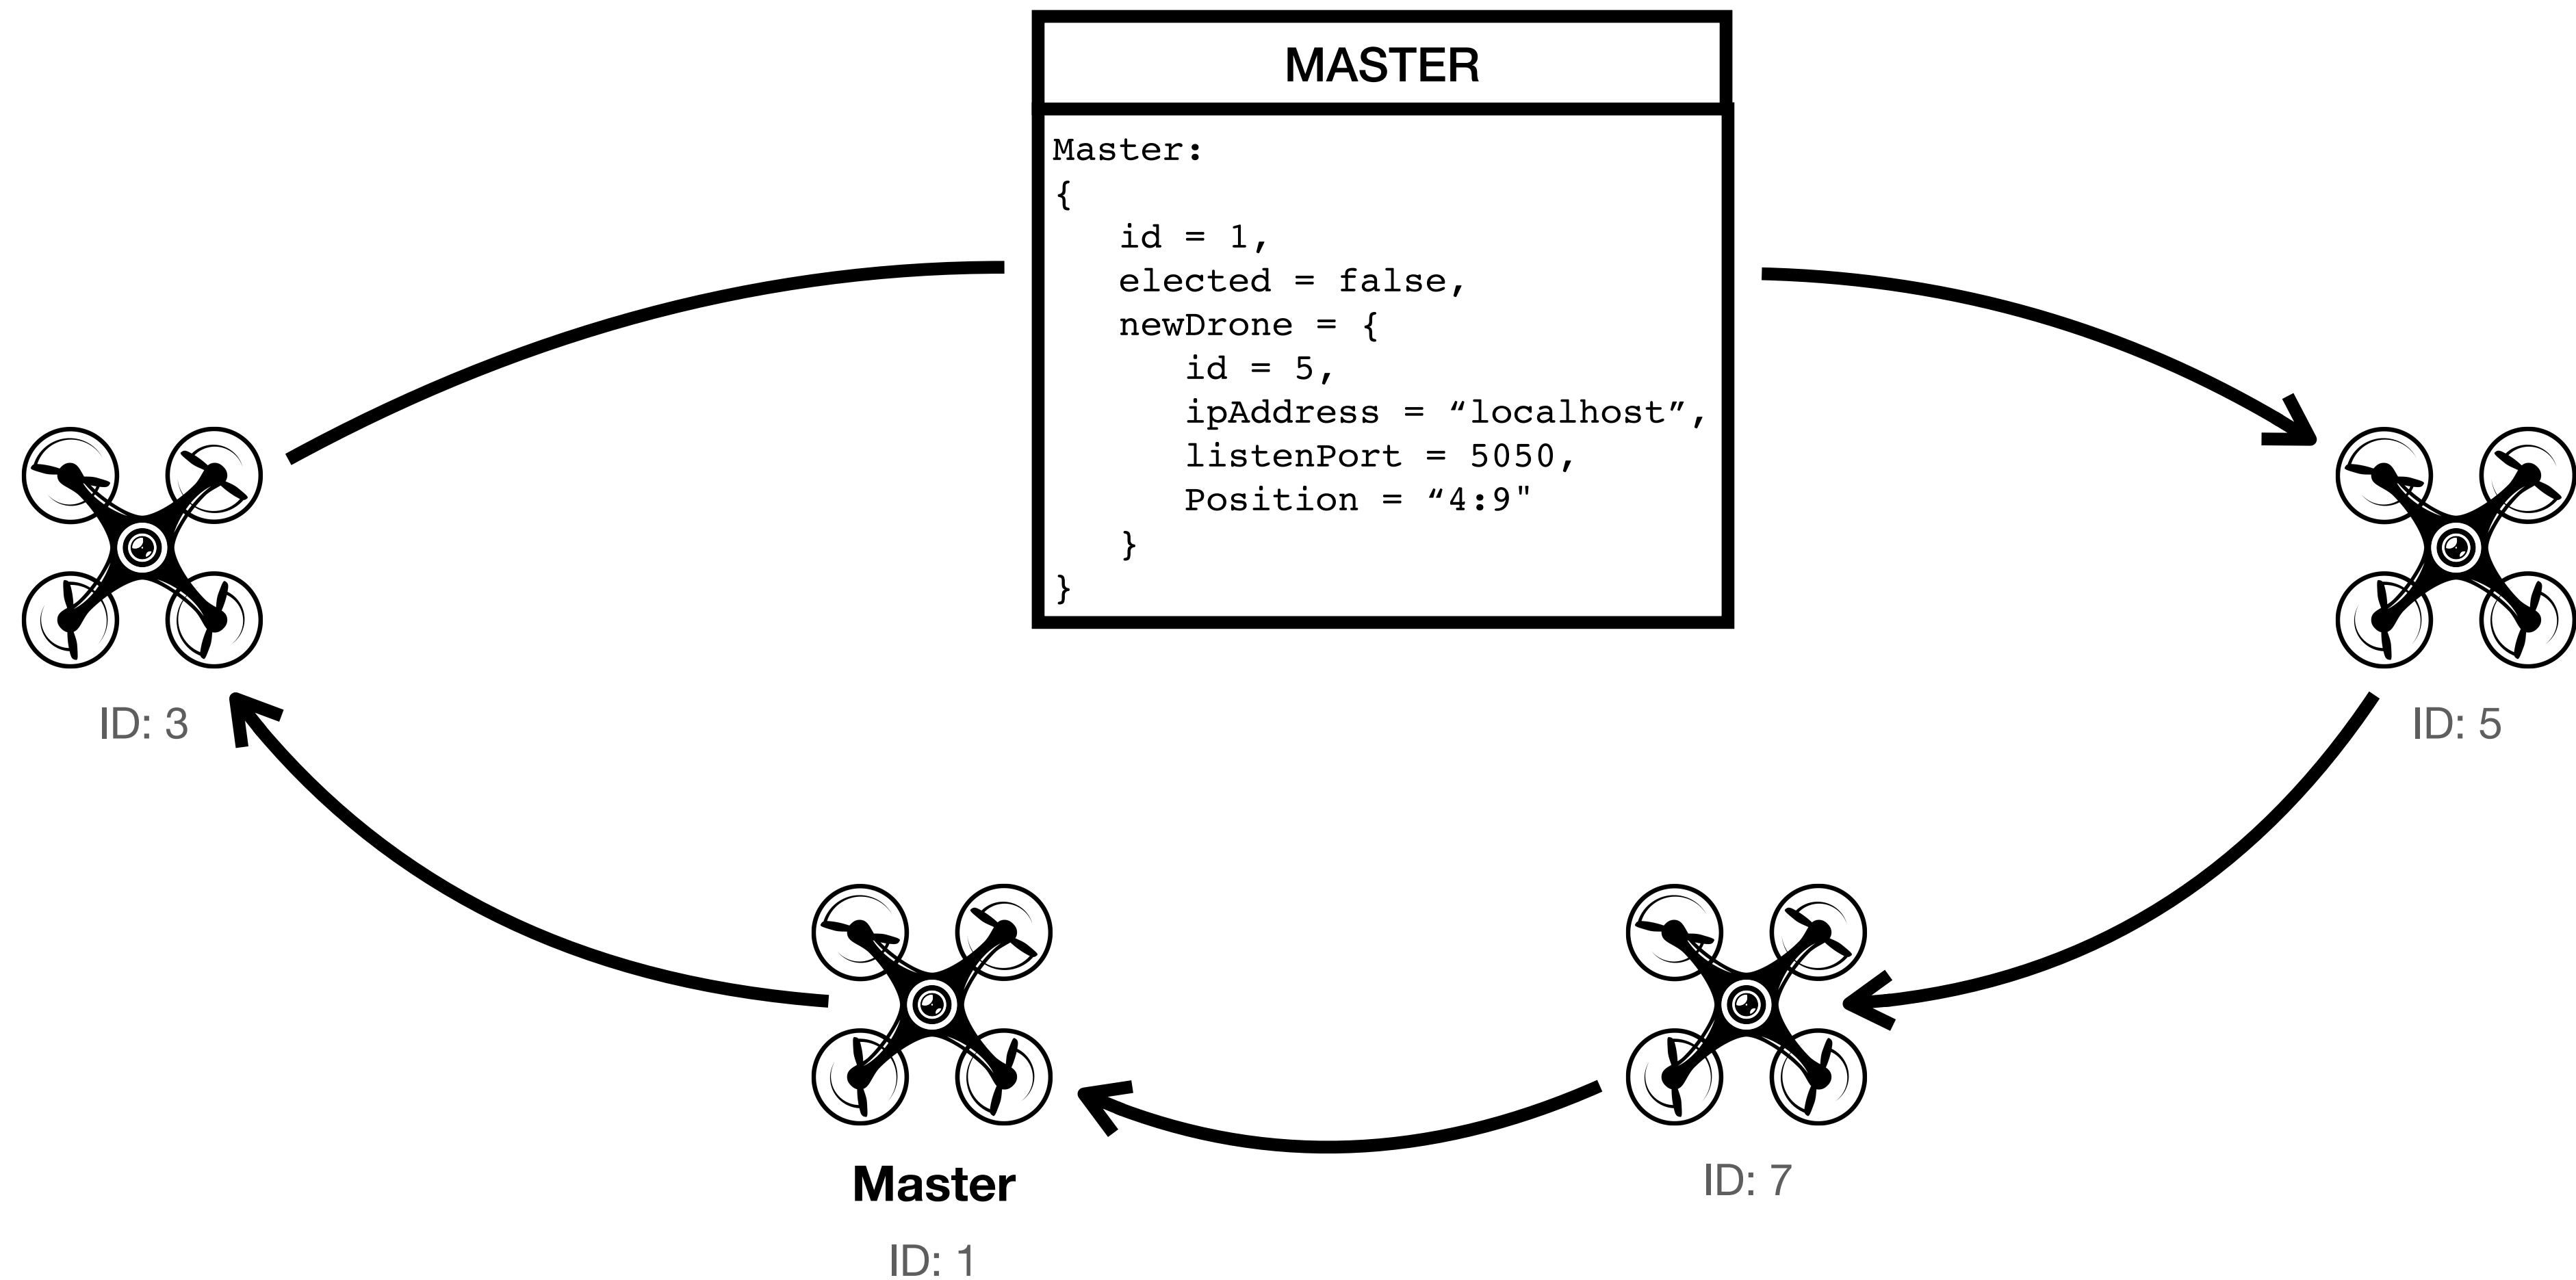 MASTER
Master:
{
id = 1,
elected = false,
newDrone = {
id = 5,
ipAddress = “localhost”,
listenPort = 5050,
Position = “4:9"
}
}
ID: 3
ID: 5
Master
ID: 1
ID: 7